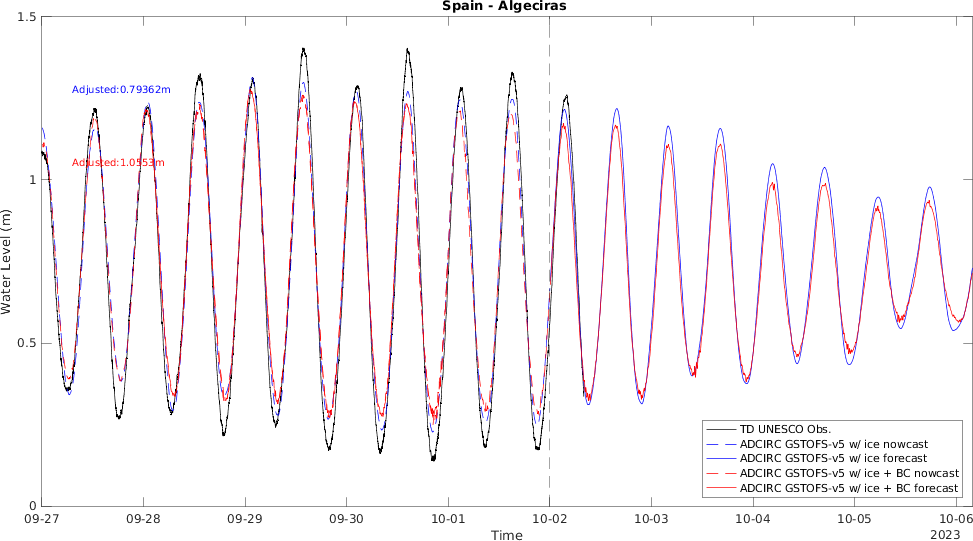 Spain - Algeciras
1.5
Adjusted:0.79362m
Adjusted:1.0553m
1
Water Level (m)
0.5
0
TD UNESCO Obs.
ADCIRC GSTOFS-v5 w/ ice nowcast
ADCIRC GSTOFS-v5 w/ ice forecast
ADCIRC GSTOFS-v5 w/ ice + BC nowcast
ADCIRC GSTOFS-v5 w/ ice + BC forecast
09-27 09-28 09-29 09-30 10-01 10-02 10-03 10-04 10-05 10-06
Time 2023